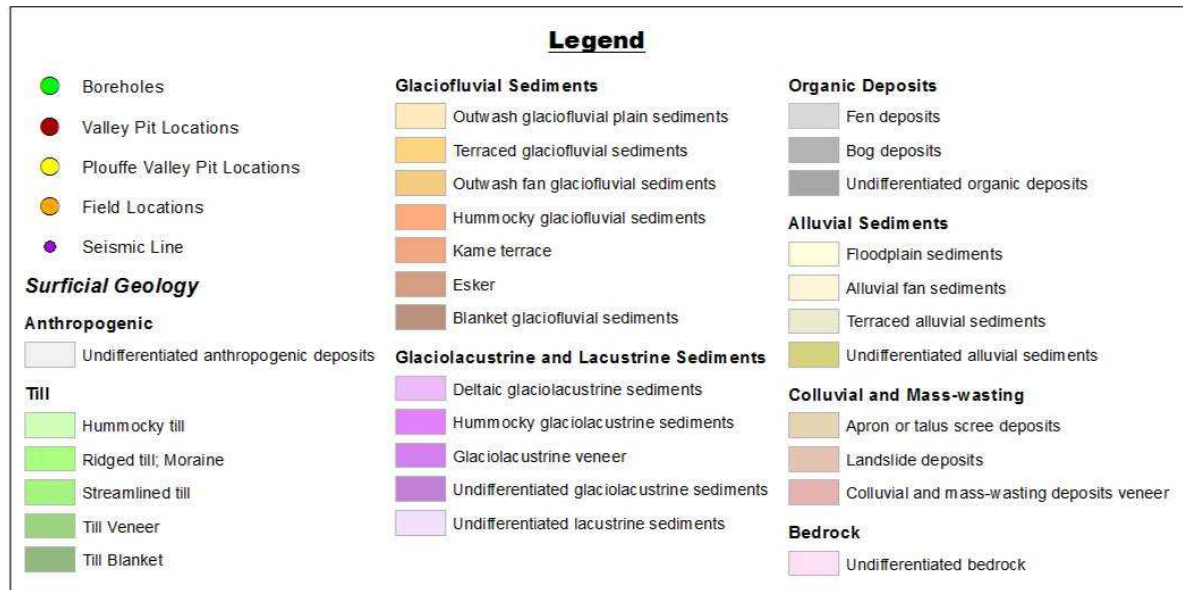 Legend
Boreholes
Valley Pit Locations
Plouffe Valley Pit Locations
Field Locations
Seismic Line
Surficial Geology
Anthropogenic
Undifferentiated anthropogenic deposits
Till
Hummocky till
Ridged till; Moraine
Streamlined till
Till Veneer
Till Blanket
Glaciofluvial Sediments
Outwash glaciofluvial plain sediments
Terraced glaciofluvial sediments
Outwash fan glaciofluvial sediments
Hummocky glaciofluvial sediments
Kame terrace
Esker
Blanket glaciofluvial sediments
Glaciolacustrine and Lacustrine Sediments
Deltaic glaciolacustrine sediments
Hummocky glaciolacustrine sediments
Glaciolacustrine veneer
Undifferentiated glaciolacustrine sediments
Undifferentiated lacustrine sediments
Organic Deposits
Fen deposits
Bog deposits
Undifferentiated organic deposits
Alluvial Sediments
Floodplain sediments
Alluvial fan sediments
Terraced alluvial sediments
Undifferentiated alluvial sediments
Colluvial and Mass-wasting
Apron or talus scree deposits
Landslide deposits
Colluvial and mass-wasting deposits veneer
Bedrock
Undifferentiated bedrock